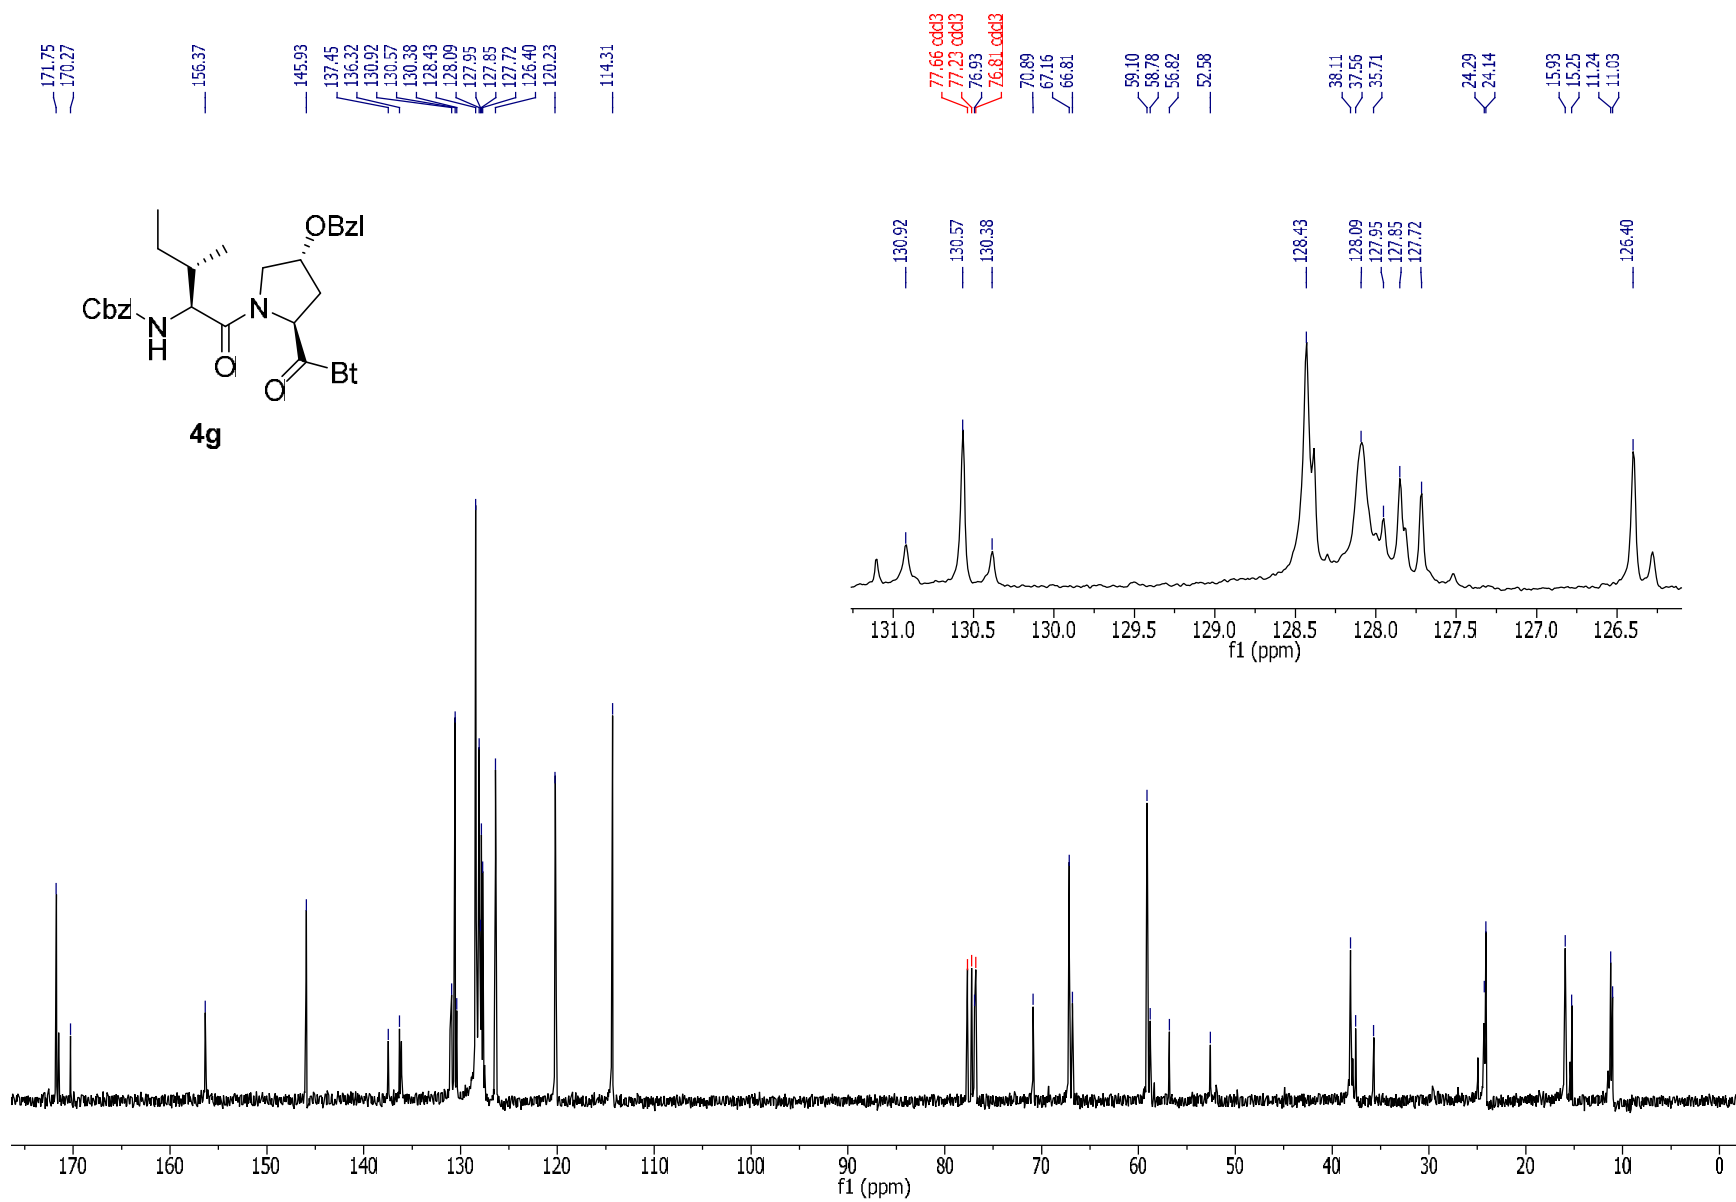 171.75
170.27
156.37
145.93
137.45
136.32
130.92
130.57
130.38
128.43
128.09
127.95
127.85
127.72
126.40
120.23
114.31
77.66 cdcl3
77.23 cdcl3
76.93
76.81 cdcl3
70.89
67.16
66.81
59.10
58.78
56.82
52.58
38.11
37.56
35.71
24.29
24.14
15.93
15.25
11.24
11.03
OBzl
Cbz
N
H
O
N
O
Bt
4g
130.92
130.57
130.38
128.43
128.09
127.95
127.85
127.72
126.40
131.0 130.5 130.0 129.5 129.0 128.5 128.0 127.5 127.0 126.5
f1 (ppm)
170 160 150 140 130 120 110 100 90 80 70 60 50 40 30 20 10 0
f1 (ppm)